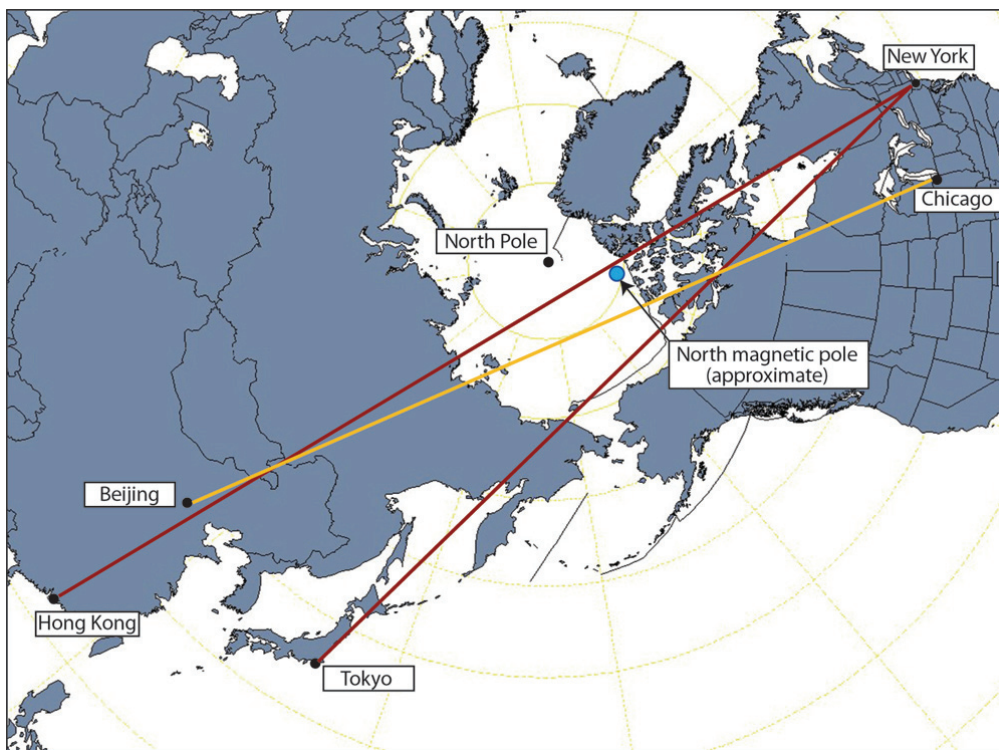 New York
Chicago
North Pole
North magnetic pole
(approximate)
Beijing
Hong Kong
Tokyo